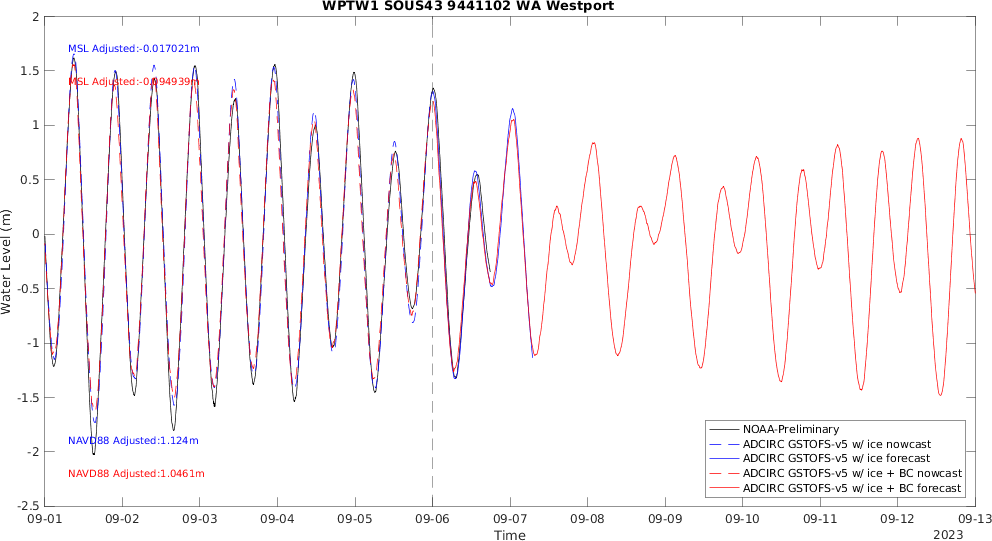 WPTW1 SOUS43 9441102 WA Westport
MSL Adjusted:-0.017021m
MSL Adjusted:-0.094939m
NAVD88 Adjusted:1.124m
NAVD88 Adjusted:1.0461m
Water Level (m)
2
1.5
1
0.5
0
-0.5
-1
-1.5
-2
-2.5
NOAA-Preliminary
ADCIRC GSTOFS-v5 w/ ice nowcast
ADCIRC GSTOFS-v5 w/ ice forecast
ADCIRC GSTOFS-v5 w/ ice + BC nowcast
ADCIRC GSTOFS-v5 w/ ice + BC forecast
09-01 09-02 09-03 09-04 09-05 09-06 09-07 09-08 09-09 09-10 09-11 09-12 09-13
Time
2023